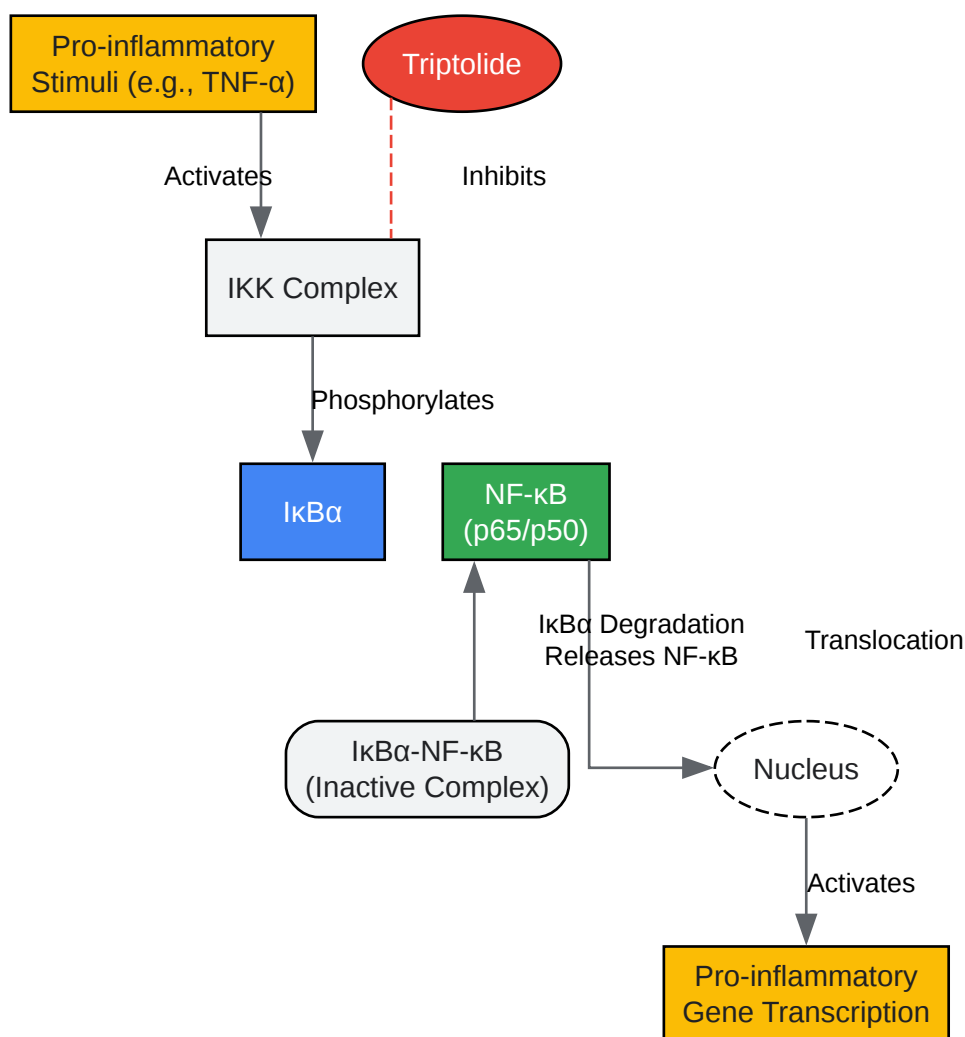 Pro-inflammatory
Stimuli (e.g., TNF-α)
Triptolide
Activates
Inhibits
IKK Complex
Phosphorylates
IκBα
NF-κB
(p65/p50)
IκBα Degradation
Releases NF-κB
Translocation
IκBα-NF-κB
(Inactive Complex)
Nucleus
Activates
Pro-inflammatory
Gene Transcription